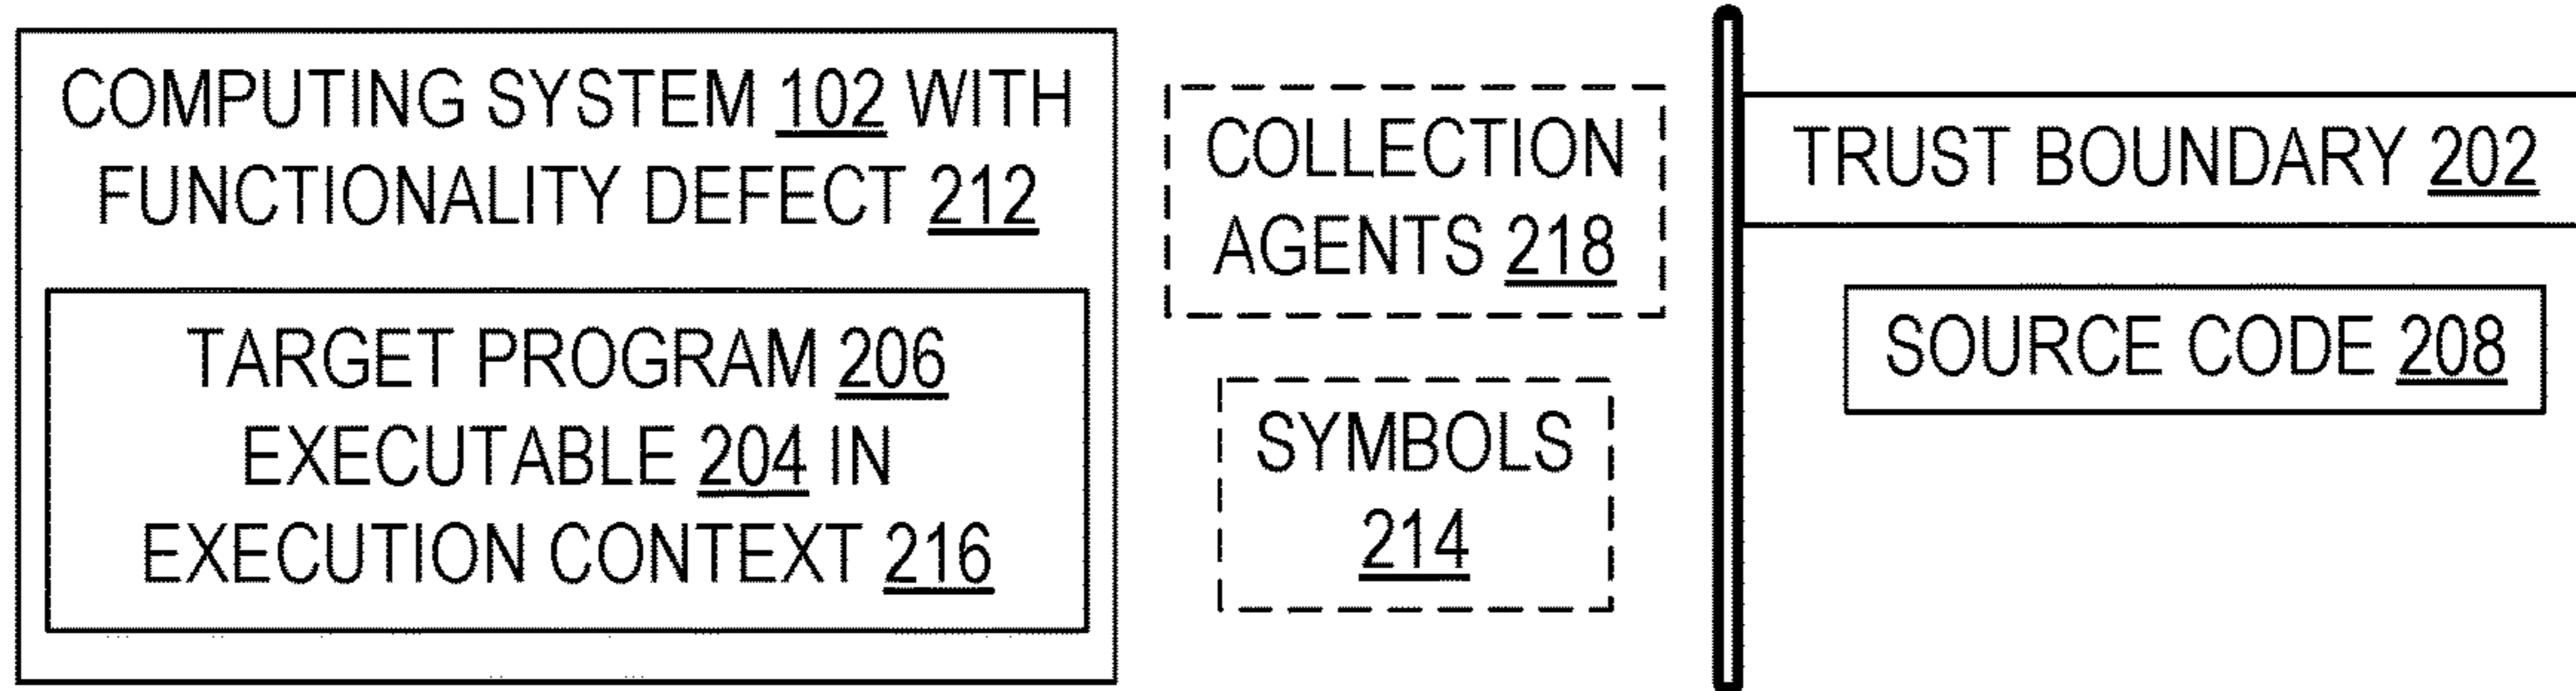 COMPUTING SYSTEM 102 WITH
FUNCTIONALITY DEFECT 212
TARGET PROGRAM 206
EXECUTABLE 204 IN
EXECUTION CONTEXT 216
COLLECTION
AGENTS 218
SYMBOLS
214
TRUST BOUNDARY 202
SOURCE CODE 208